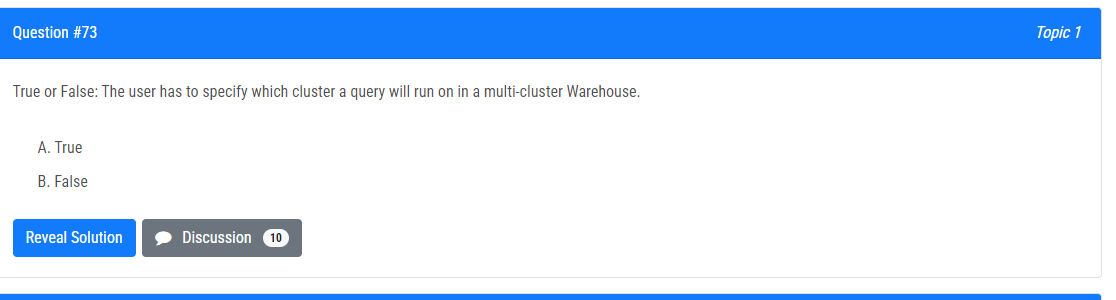 Question #73
Topic 1
True or False: The user has to specify which cluster a query will run on in a multi-cluster Warehouse.
A. True
B. False
Reveal Solution
Discussion 10